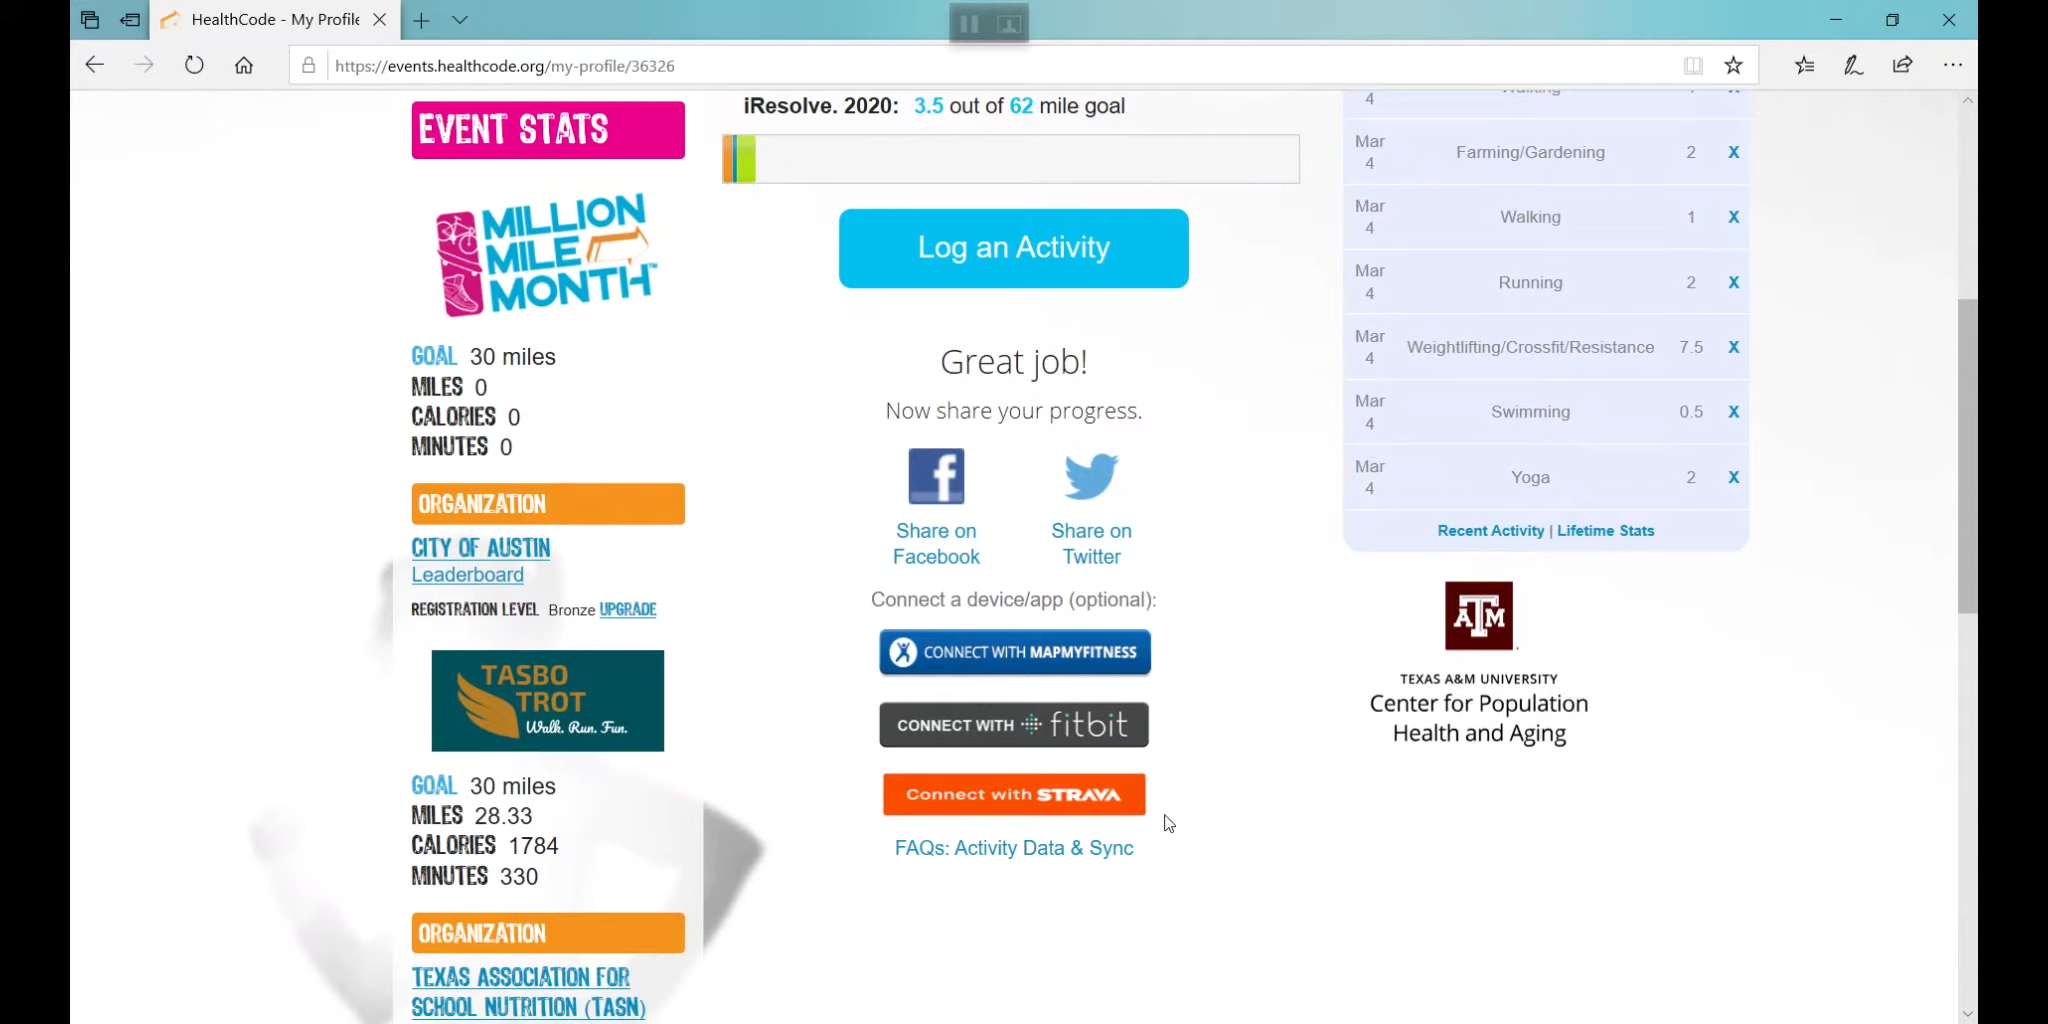 HealthCode - My Profile
https://events.healthcode.org/my-profile/36326
EVENT STATS
MILLION
MILE
MONTH™
GOAL 30 miles
MILES 0
CALORIES 0
MINUTES 0
ORGANIZATION
CITY OF AUSTIN
Leaderboard
REGISTRATION LEVEL Bronze UPGRADE
TASBO
TROT
Walk. Run. Fun.
GOAL 30 miles
MILES 28.33
CALORIES 1784
MINUTES 330
ORGANIZATION
TEXAS ASSOCIATION FOR
SCHOOL NUTRITION (TASN)
iResolve. 2020: 3.5 out of 62 mile goal
Log an Activity
Great job!
Now share your progress.
Share on
Facebook
Share on
Twitter
Connect a device/app (optional):
CONNECT WITH MAPMYFITNESS
CONNECT WITH fitbit
Connect with STRAVA
FAQs: Activity Data & Sync
4 Walking
Mar 4 Farming/Gardening 2 X
Mar 4 Walking 1 X
Mar 4 Running 2 X
Mar 4 Weightlifting/Crossfit/Resistance 7.5 X
Mar 4 Swimming 0.5 X
Mar 4 Yoga 2 X
Recent Activity | Lifetime Stats
ATM
TEXAS A&M UNIVERSITY
Center for Population
Health and Aging